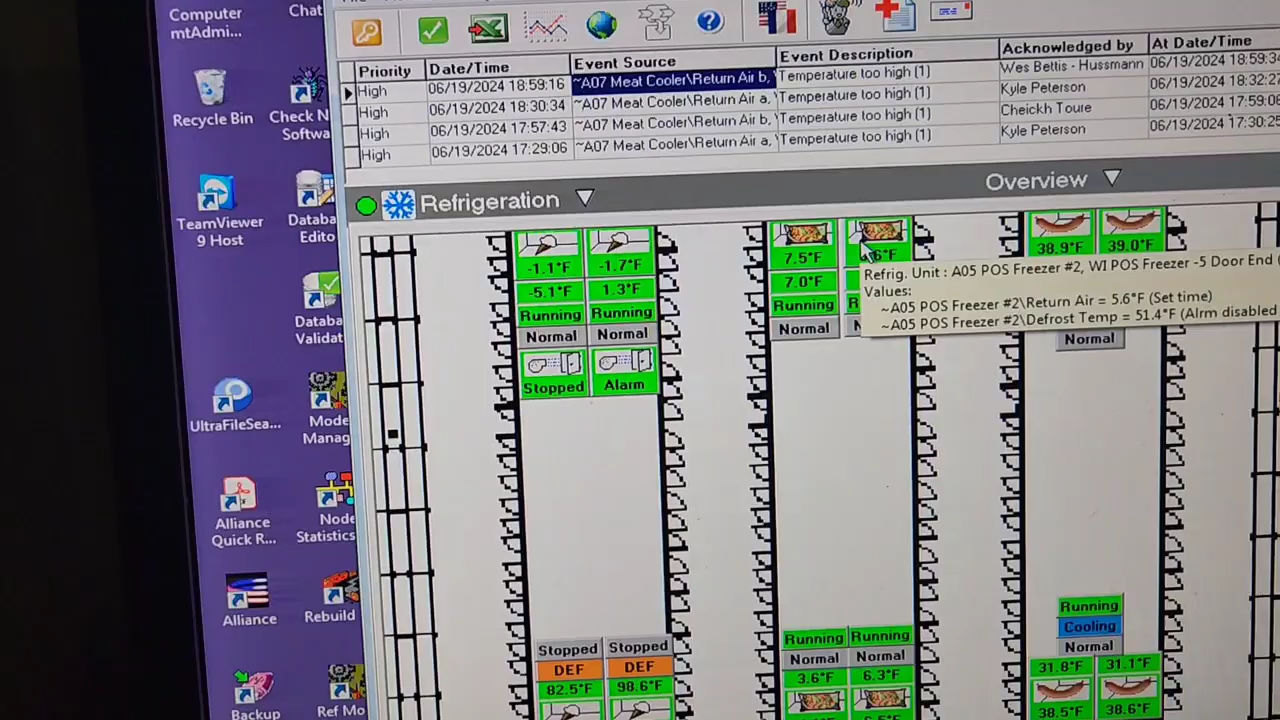 Computer
mtAdmi...
Chat
Recycle Bin
Check N
Softwa
TeamViewer
9 Host
Databa
Edito
Databa
Validat
UltraFileSea...
Mode
Manag
Alliance
Quick R...
Node
Statistics
Alliance
Rebuild
Backup
Ref Mo
Priority Date/Time Event Source Event Description Acknowledged by At Date/Time
High 06/19/2024 18:59:16 ~A07 Meat Cooler\Return Air b, Temperature too high (1) Wes Bettis - Hussmann 06/19/2024 18:59:3
High 06/19/2024 18:30:34 ~A07 Meat Cooler\Return Air a, Temperature too high (1) Kyle Peterson 06/19/2024 18:32:2
High 06/19/2024 17:57:43 ~A07 Meat Cooler\Return Air b, Temperature too high (1) Cheickh Toure 06/19/2024 17:59:0
High 06/19/2024 17:29:06 ~A07 Meat Cooler\Return Air a, Temperature too high (1) Kyle Peterson 06/19/2024 17:30:25
Refrigeration Overview
-1.1°F -1.7°F 7.5°F 6°F 38.9°F 39.0°F
-5.1°F 1.3°F 7.0°F
Running Running Running R
Normal Normal Normal N Normal
Stopped Alarm
Refrig. Unit : A05 POS Freezer #2, WI POS Freezer -5 Door End (
Values:
~A05 POS Freezer #2\Return Air = 5.6°F (Set time)
~A05 POS Freezer #2\Defrost Temp = 51.4°F (Alrm disabled
Running
Cooling
Stopped Stopped Running Running Normal
DEF DEF Normal Normal
82.5°F 98.6°F 3.6°F 6.3°F 31.8°F 31.1°F
38.5°F 38.6°F